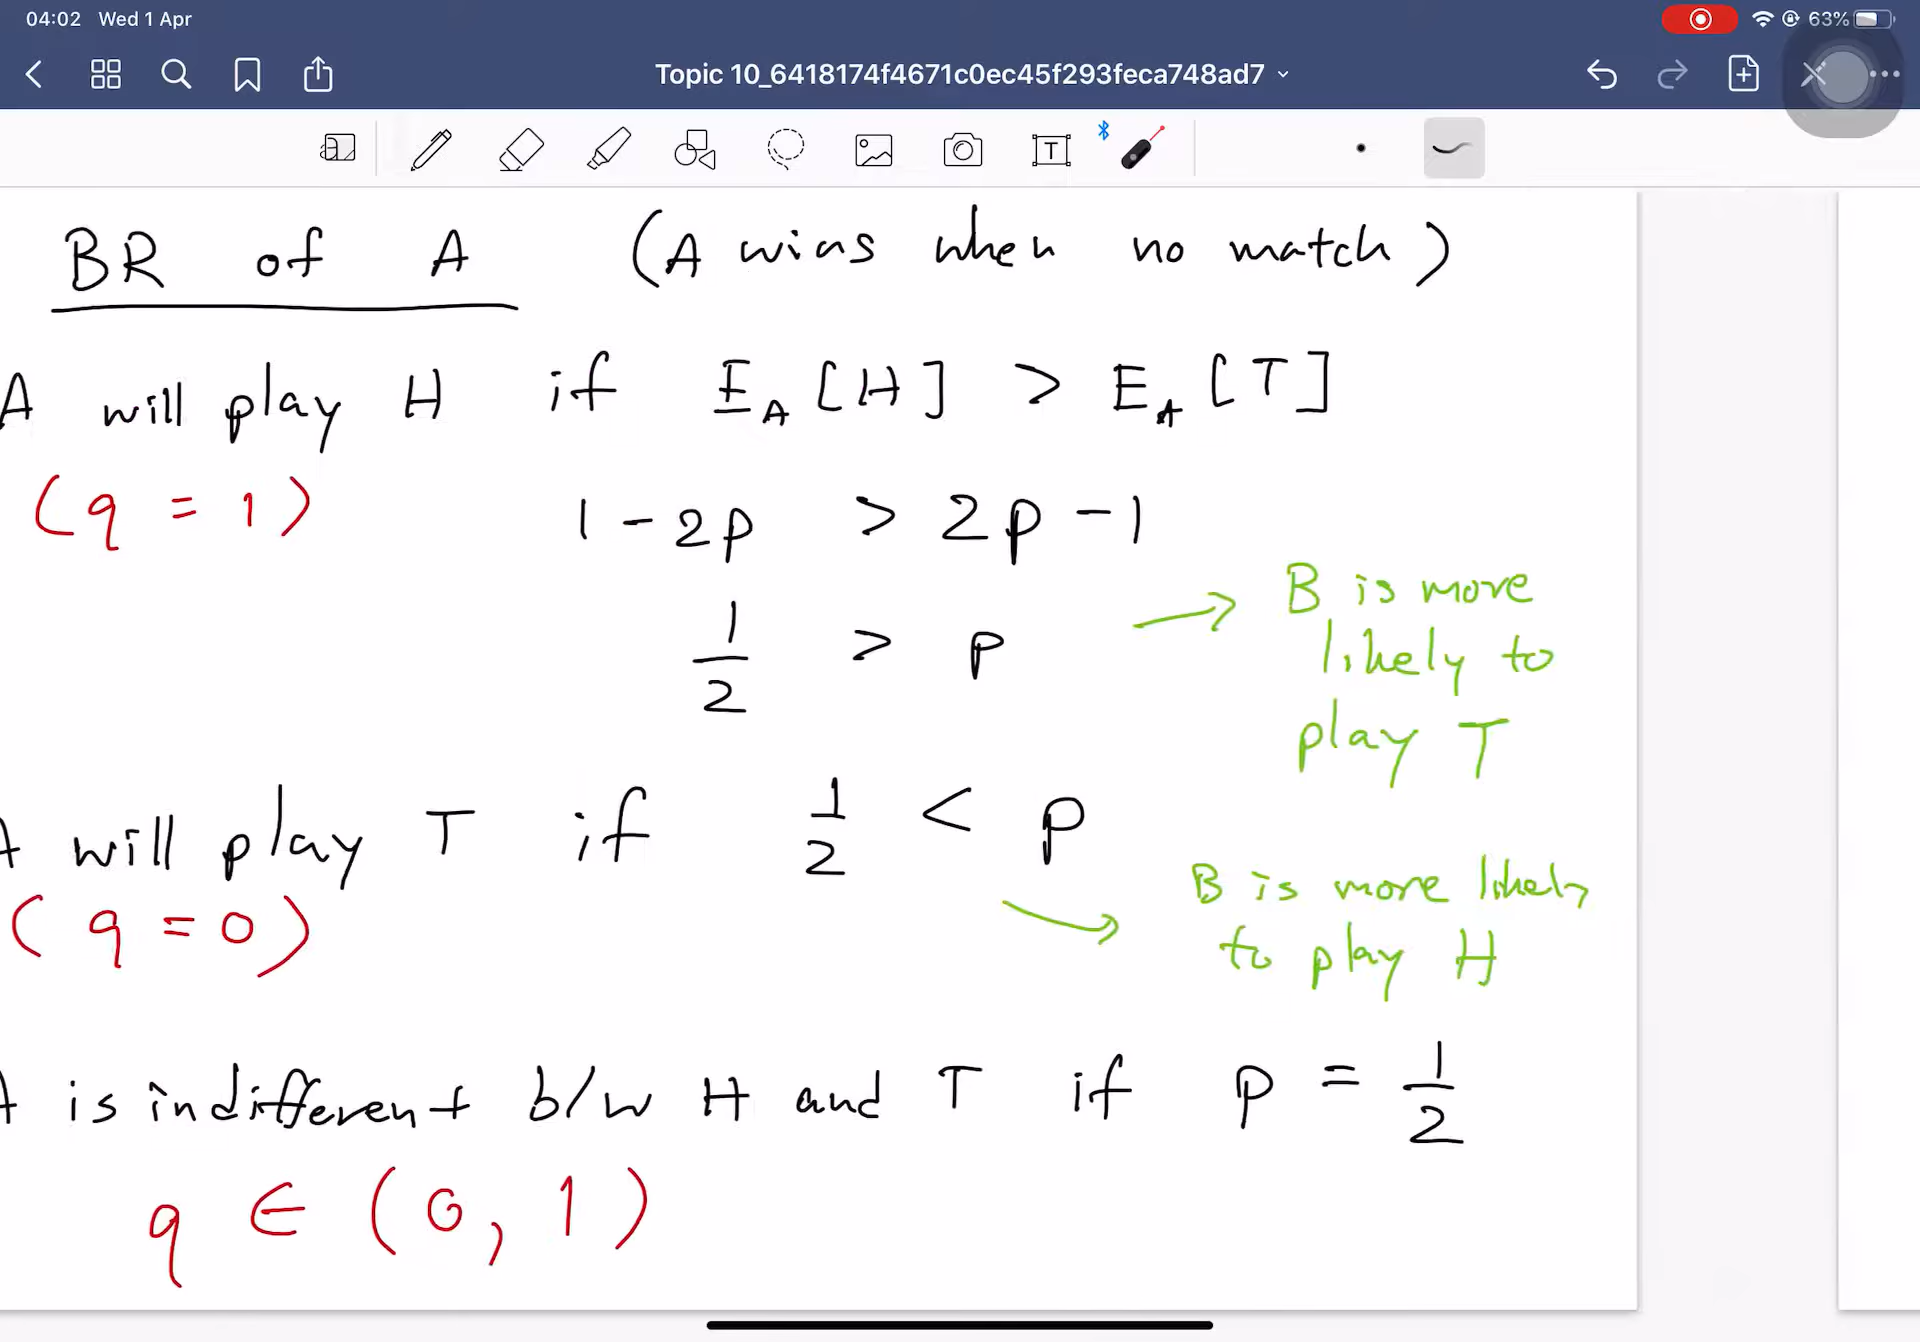 04:02 Wed 1 Apr
63%
Topic 10_6418174f4671c0ec45f293feca748ad7
BR of A (A wins when no match)
A will play H if E_A [H] > E_A [T]
(q = 1)
1 - 2p > 2p - 1
1/2 > p
B is more
likely to
play T
A will play T if 1/2 < p
(q = 0)
B is more likely
to play H
A is indifferent b/w H and T if p = 1/2
q ∈ (0, 1)